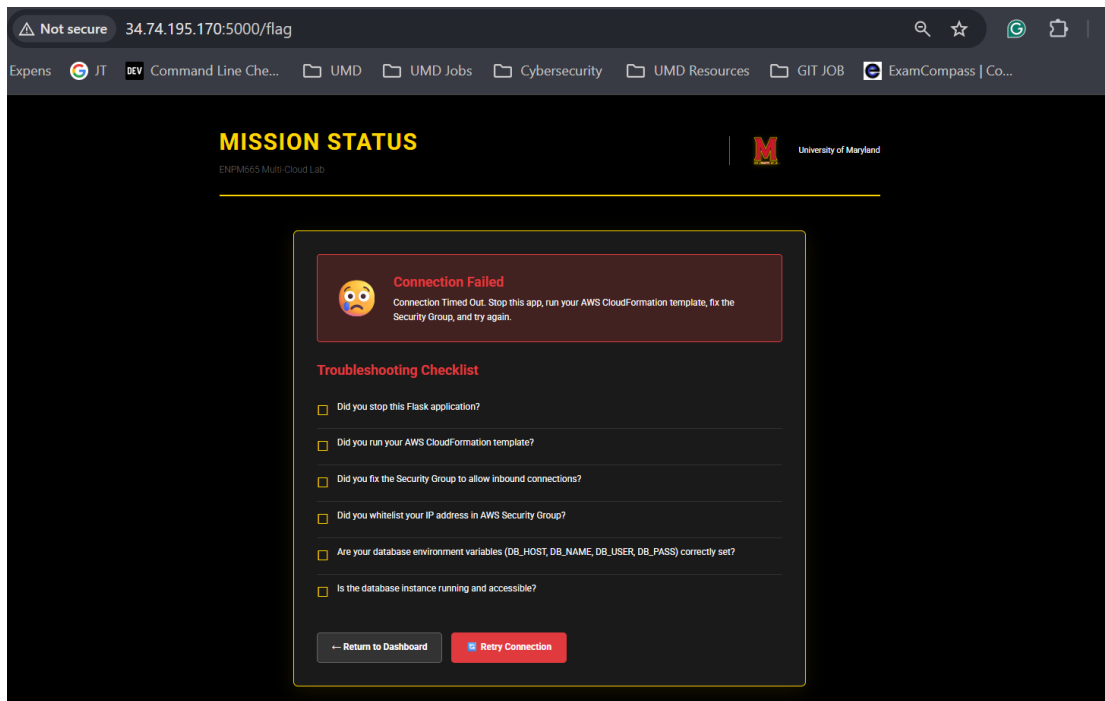 Not secure 34.74.195.170:5000/flag
Expens JT DEV Command Line Che... UMD UMD Jobs Cybersecurity UMD Resources GIT JOB ExamCompass | Co...
MISSION STATUS
ENPM665 Multi-Cloud Lab
University of Maryland
Connection Failed
Connection Timed Out. Stop this app, run your AWS CloudFormation template, fix the
Security Group, and try again.
Troubleshooting Checklist
Did you stop this Flask application?
Did you run your AWS CloudFormation template?
Did you fix the Security Group to allow inbound connections?
Did you whitelist your IP address in AWS Security Group?
Are your database environment variables (DB_HOST, DB_NAME, DB_USER, DB_PASS) correctly set?
Is the database instance running and accessible?
← Return to Dashboard Retry Connection